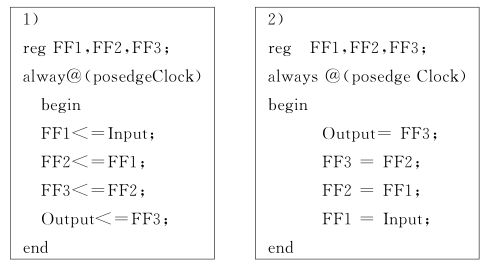 1)
reg FF1,FF2,FF3;
alway@(posedgeClock)
begin
FF1<=Input;
FF2<=FF1;
FF3<=FF2;
Output<=FF3;
end
2)
reg FF1,FF2,FF3;
always @(posedge Clock)
begin
Output= FF3;
FF3 = FF2;
FF2 = FF1;
FF1 = Input;
end